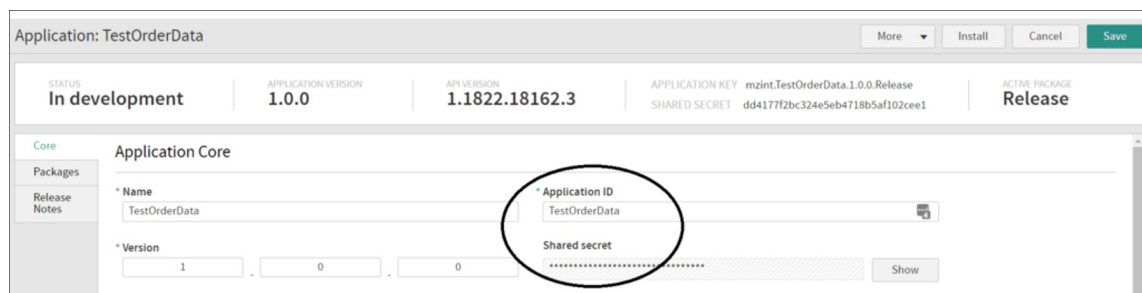 Application: TestOrderData
More
Install
Cancel
Save
STATUS
In development
APPLICATION VERSION
1.0.0
API VERSION
1.1822.18162.3
APPLICATION KEY mzint.TestOrderData.1.0.0.Release
SHARED SECRET dd4177f2bc324e5eb4718b5af102cee1
ACTIVE PACKAGE
Release
Core
Packages
Release
Notes
Application Core
* Name
TestOrderData
* Application ID
TestOrderData
* Version
1 . 0 . 0
Shared secret
********************************
Show